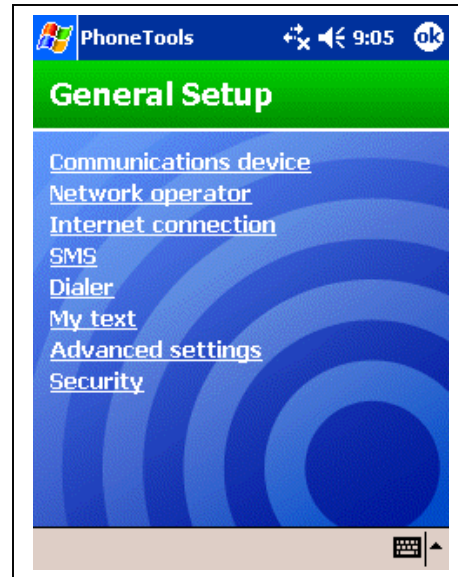 PhoneTools 9:05 ok
General Setup
Communications device
Network operator
Internet connection
SMS
Dialer
My text
Advanced settings
Security